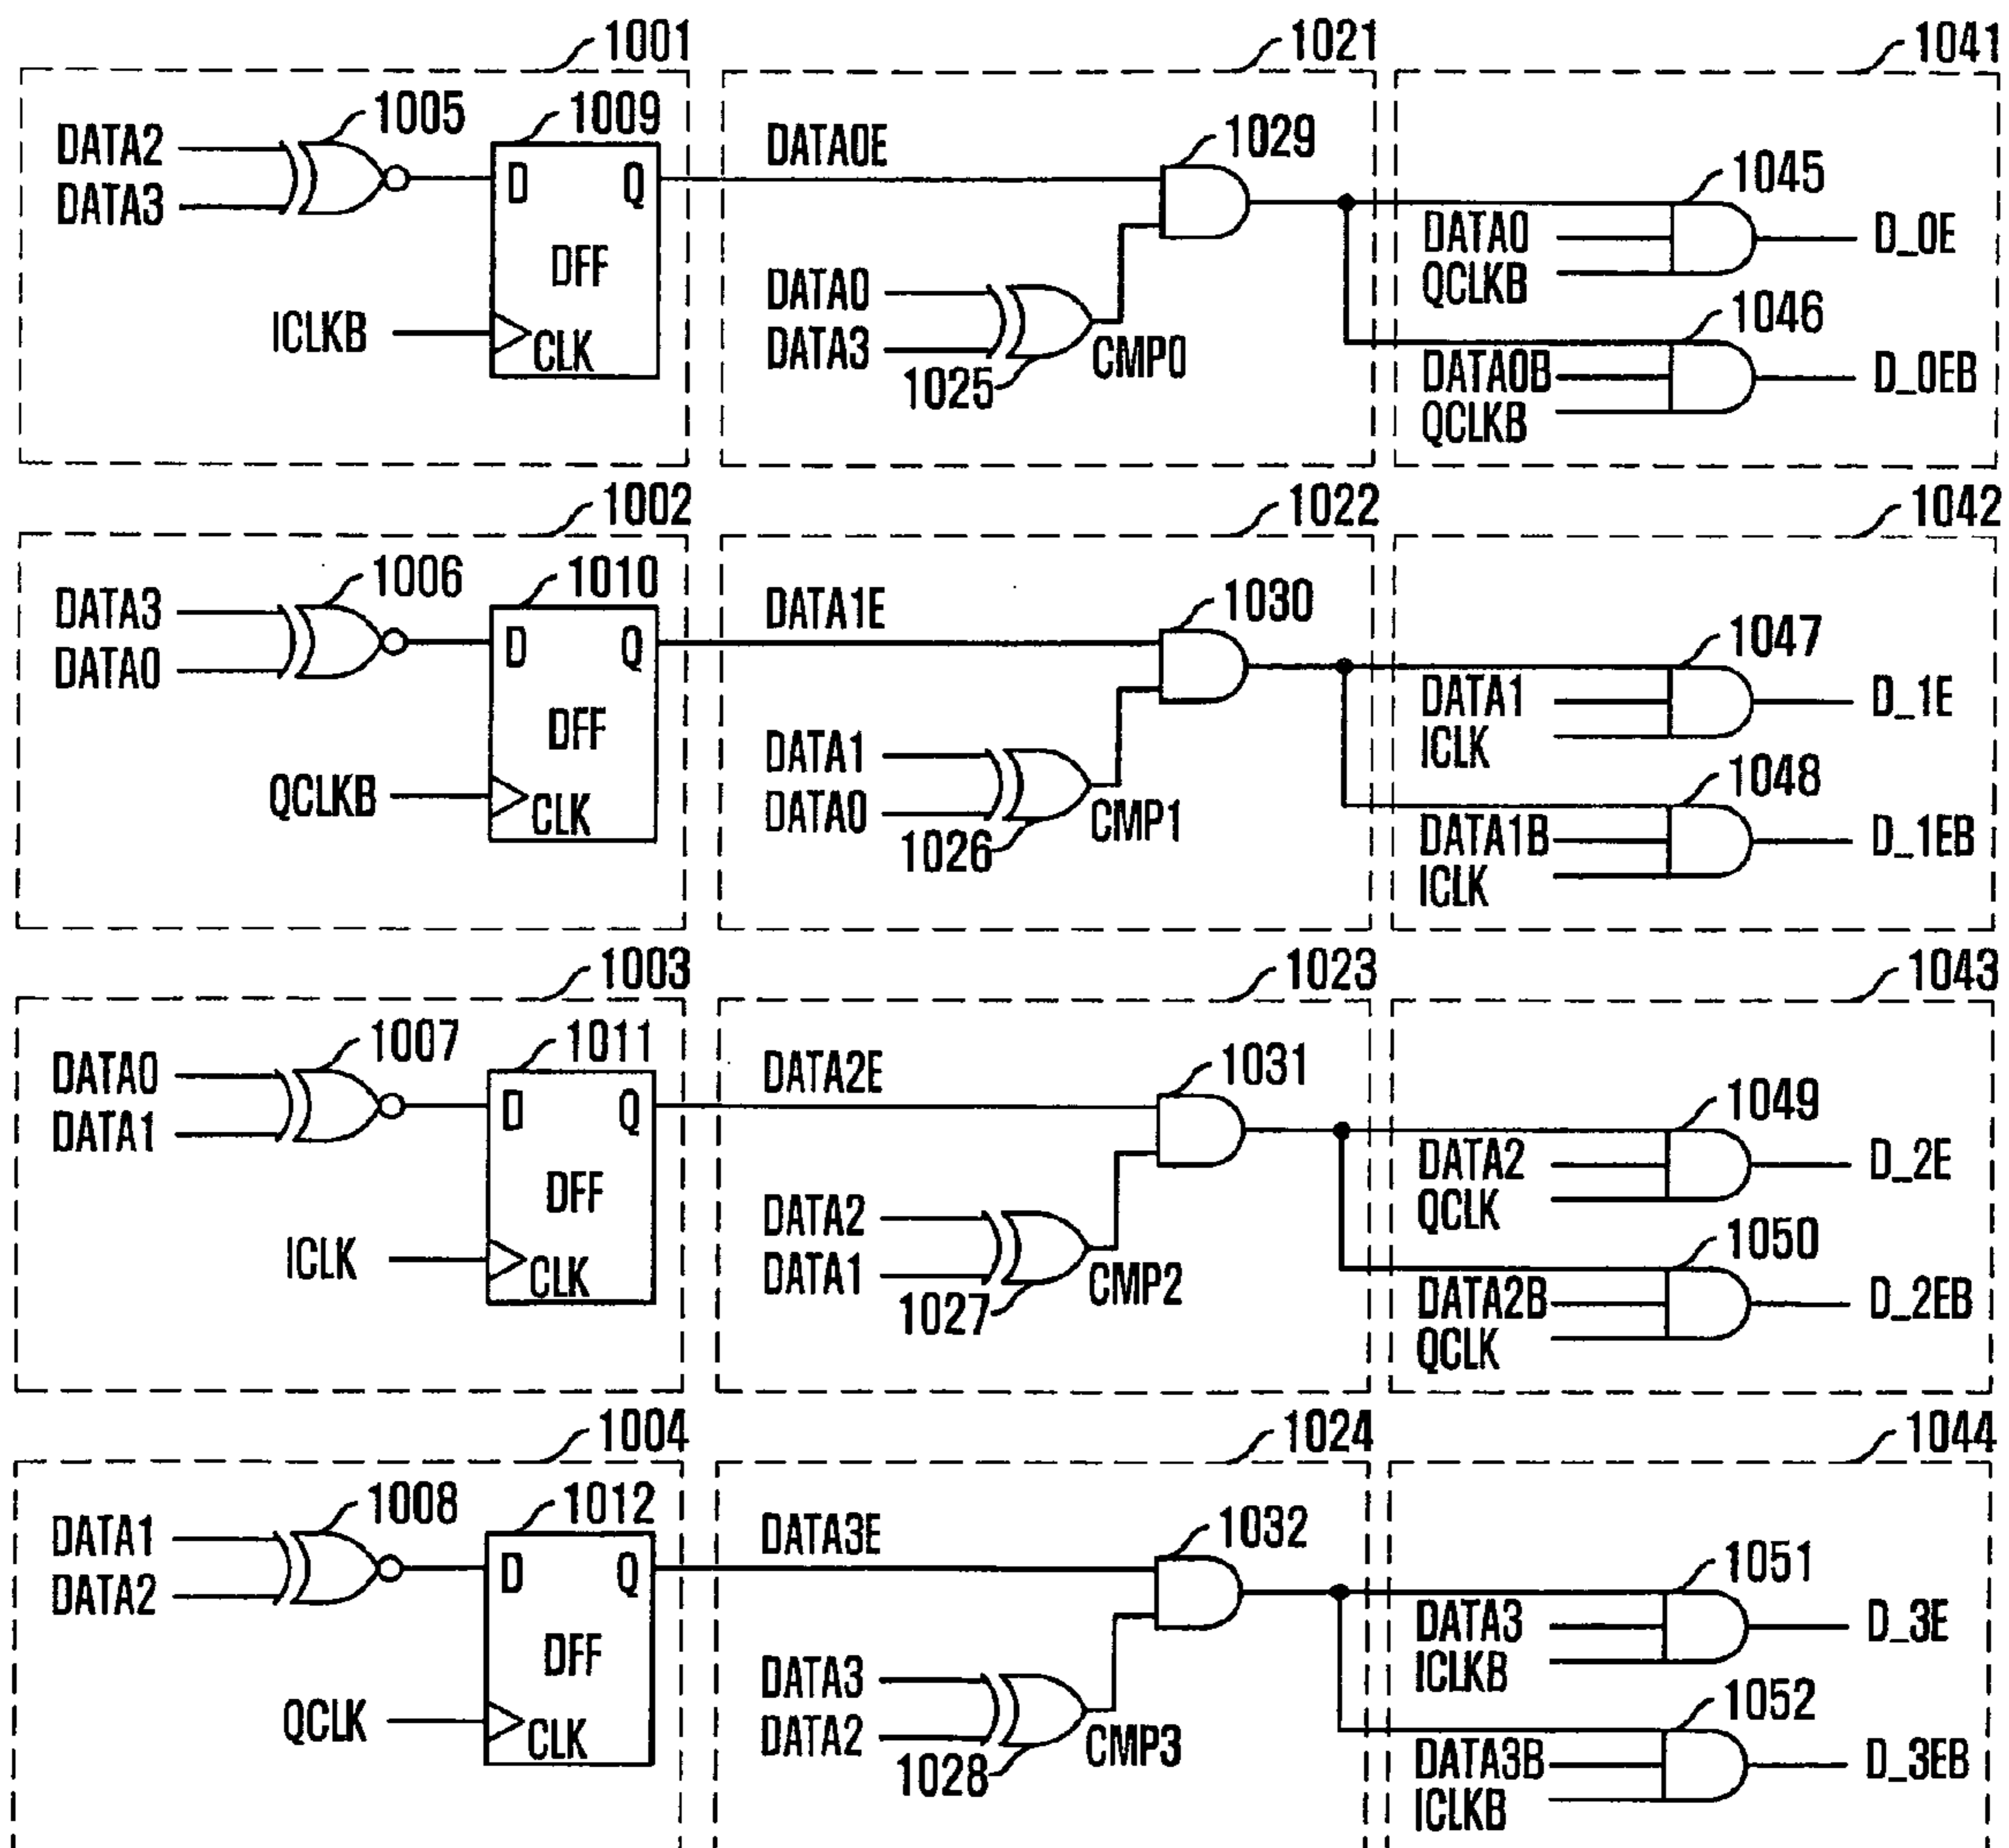 1001
1021
1041
DATA2
DATA3
1005
1009
D
Q
DFF
ICLKB
CLK
DATA0E
1029
DATA0
DATA3
1025
CMP0
1045
DATA0
QCLKB
D_0E
1046
DATA0B
QCLKB
D_0EB
1002
1022
1042
DATA3
DATA0
1006
1010
D
Q
DFF
QCLKB
CLK
DATA1E
1030
DATA1
DATA0
1026
CMP1
1047
DATA1
ICLK
D_1E
1048
DATA1B
ICLK
D_1EB
1003
1023
1043
DATA0
DATA1
1007
1011
D
Q
DFF
ICLK
CLK
DATA2E
1031
DATA2
DATA1
1027
CMP2
1049
DATA2
QCLK
D_2E
1050
DATA2B
QCLK
D_2EB
1004
1024
1044
DATA1
DATA2
1008
1012
D
Q
DFF
QCLK
CLK
DATA3E
1032
DATA3
DATA2
1028
CMP3
1051
DATA3
ICLKB
D_3E
1052
DATA3B
ICLKB
D_3EB